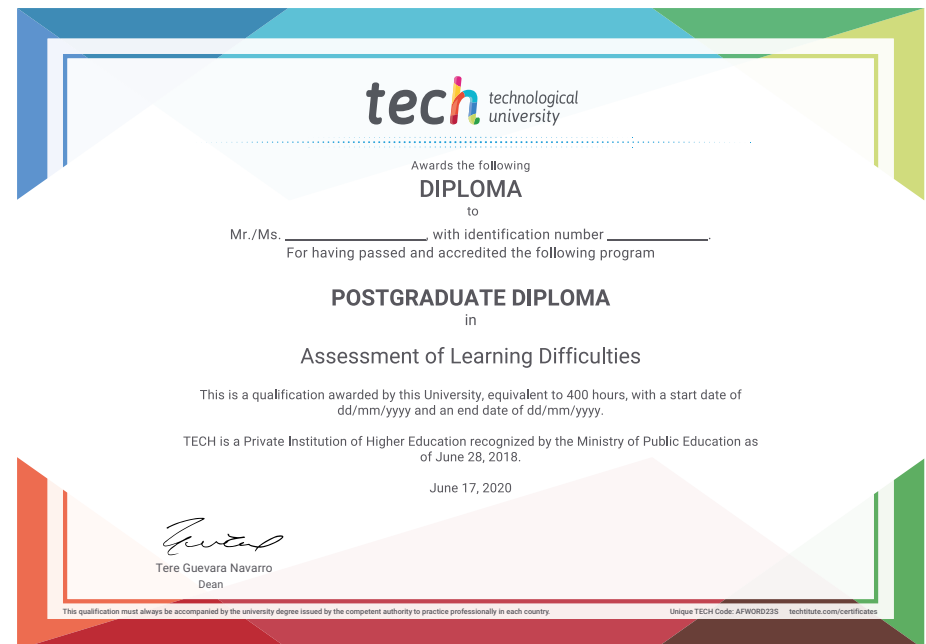 tech technological
university
Awards the following
DIPLOMA
to
Mr./Ms. ____________________, with identification number ______________.
For having passed and accredited the following program
POSTGRADUATE DIPLOMA
in
Assessment of Learning Difficulties
This is a qualification awarded by this University, equivalent to 400 hours, with a start date of
dd/mm/yyyy and an end date of dd/mm/yyyy.
TECH is a Private Institution of Higher Education recognized by the Ministry of Public Education as
of June 28, 2018.
June 17, 2020
Tere Guevara Navarro
Dean
This qualification must always be accompanied by the university degree issued by the competent authority to practice professionally in each country.
Unique TECH Code: AFWORD23S techtitute.com/certificates